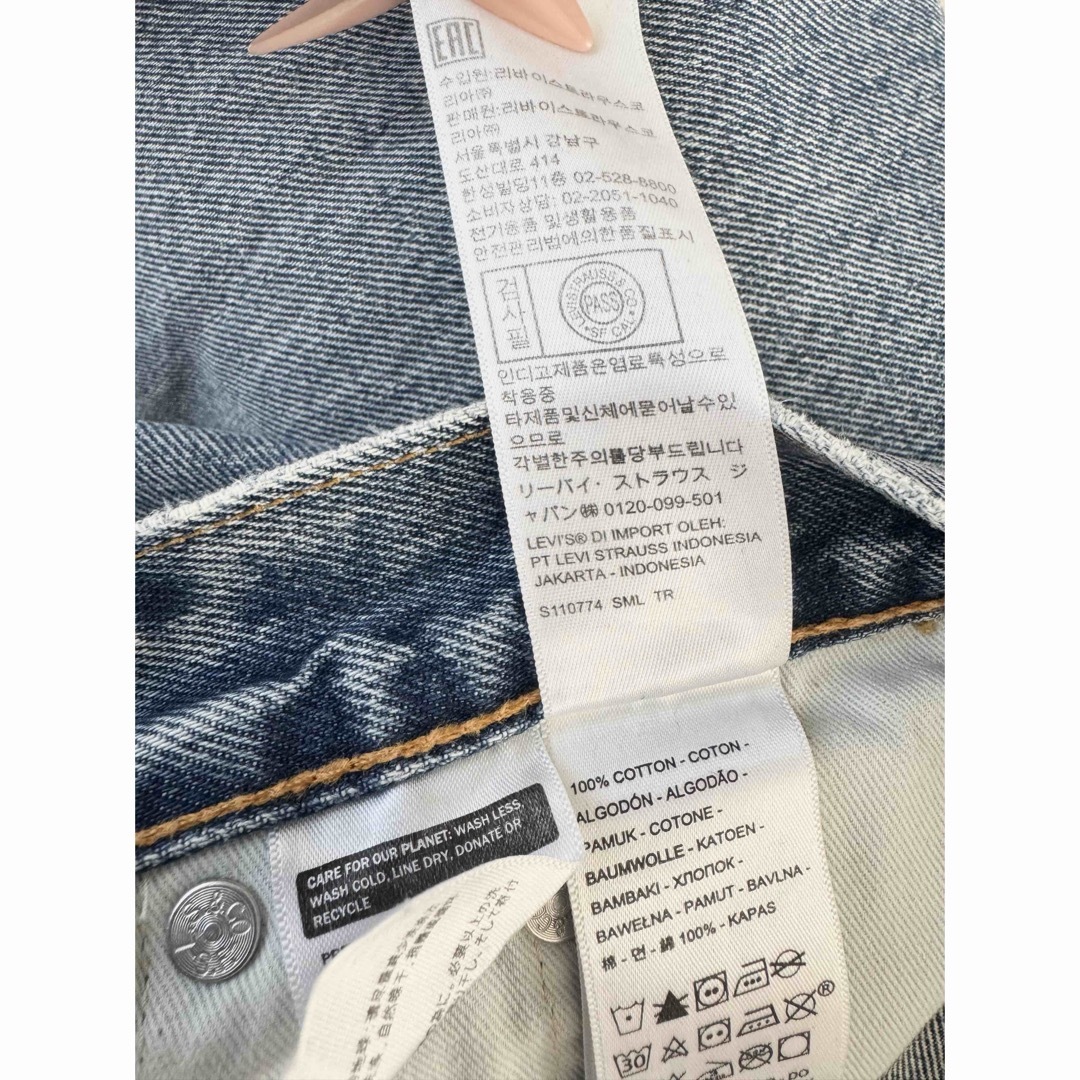 EAC
수입원:리바이스트라우스코
리아㈜
판매원:리바이스트라우스코
리아㈜
서울특별시 강남구
도산대로 414
한성빌딩11층 02-528-8800
소비자상담: 02-2051-1040
전기용품 및생활용품
안전관리법에의한품질표시
검사필
LEVI STRAUSS & CO
PASS
SF CAL
인디고제품은염료특성으로
착용중
타제품및신체에묻어날수있
으므로
각별한주의를당부드립니다
リーバイ・ストラウス ジ
ャパン㈱ 0120-099-501
LEVI'S® DI IMPORT OLEH:
PT LEVI STRAUSS INDONESIA
JAKARTA - INDONESIA
S110774 SML TR
100% COTTON - COTON -
ALGODÓN - ALGODÃO -
PAMUK - COTONE -
BAUMWOLLE - KATOEN -
BAMBAKI - ХЛОПОК -
BAWEŁNA - PAMUT - BAVLNA -
棉 - 면 - 綿 100% - KAPAS
®
30
- DO
CARE FOR OUR PLANET: WASH LESS,
WASH COLD, LINE DRY, DONATE OR
RECYCLE